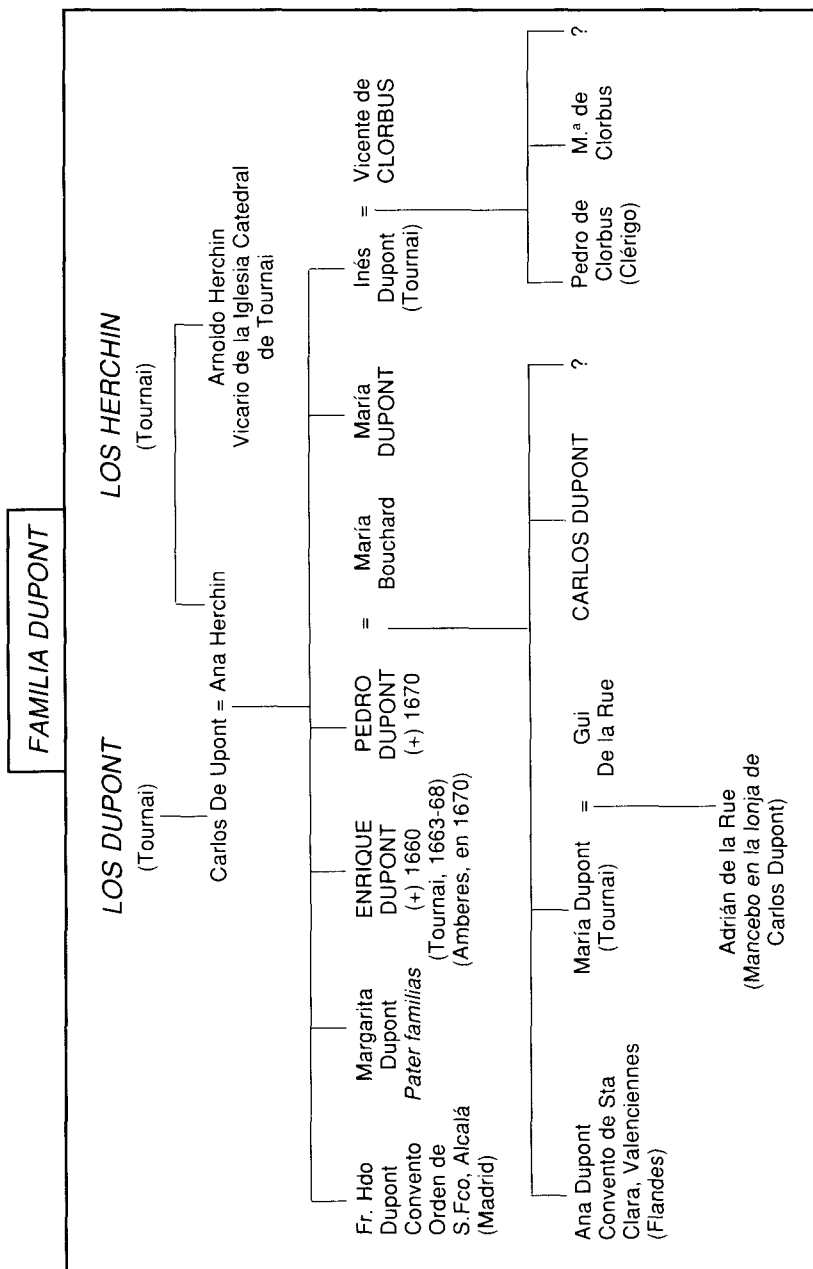 FAMILIA DUPONT
LOS DUPONT
(Tournai)
LOS HERCHIN
(Tournai)
Carlos De Upont = Ana Herchin
Arnoldo Herchin
Vicario de la Iglesia Catedral
de Tournai
Fr. Hdo
Dupont
Convento
Orden de
S.Fco, Alcalá
(Madrid)
Margarita
Dupont
Pater familias
ENRIQUE
DUPONT
(+) 1660
(Tournai, 1663-68)
(Amberes, en 1670)
PEDRO
DUPONT
(+) 1670
=
María
Bouchard
María
DUPONT
Inés
Dupont
(Tournai)
=
Vicente de
CLORBUS
Ana Dupont
Convento de Sta
Clara, Valenciennes
(Flandes)
María Dupont
(Tournai)
=
Gui
De la Rue
CARLOS DUPONT
?
Pedro de
Clorbus
(Clérigo)
M.ª de
Clorbus
?
Adrián de la Rue
(Mancebo en la lonja de
Carlos Dupont)